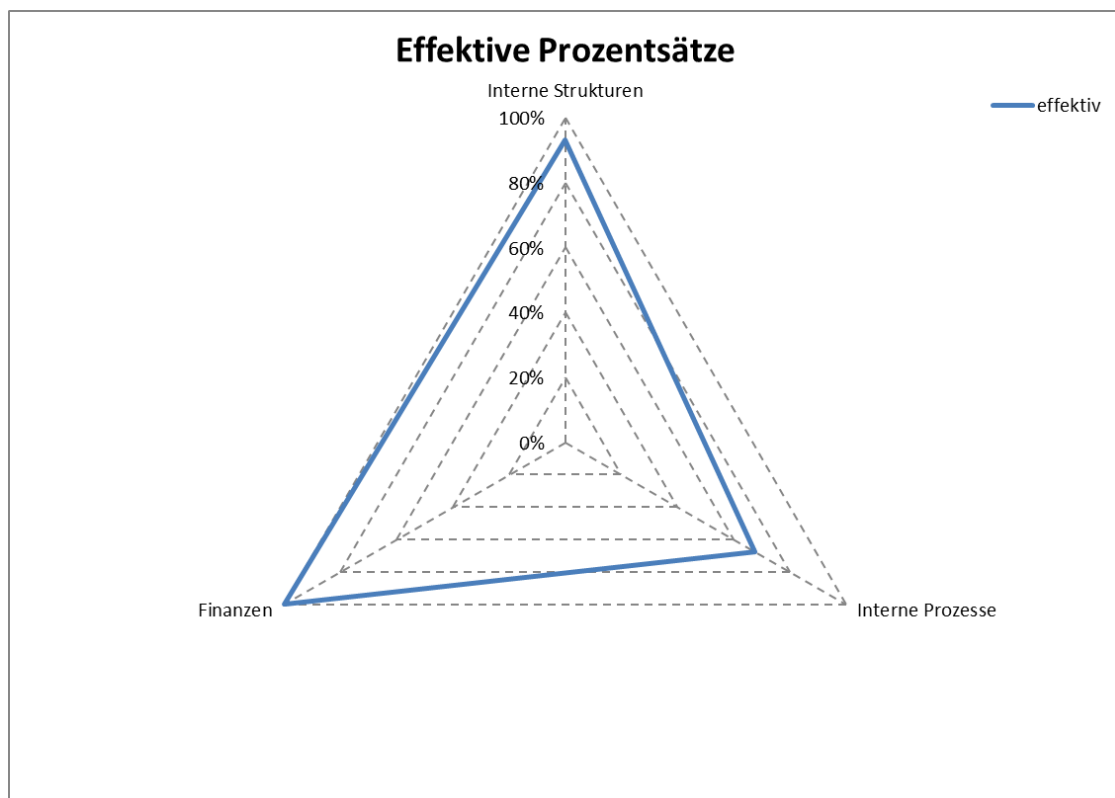 Effektive Prozentsätze
Interne Strukturen
effektiv
100%
80%
60%
40%
20%
0%
Finanzen
Interne Prozesse